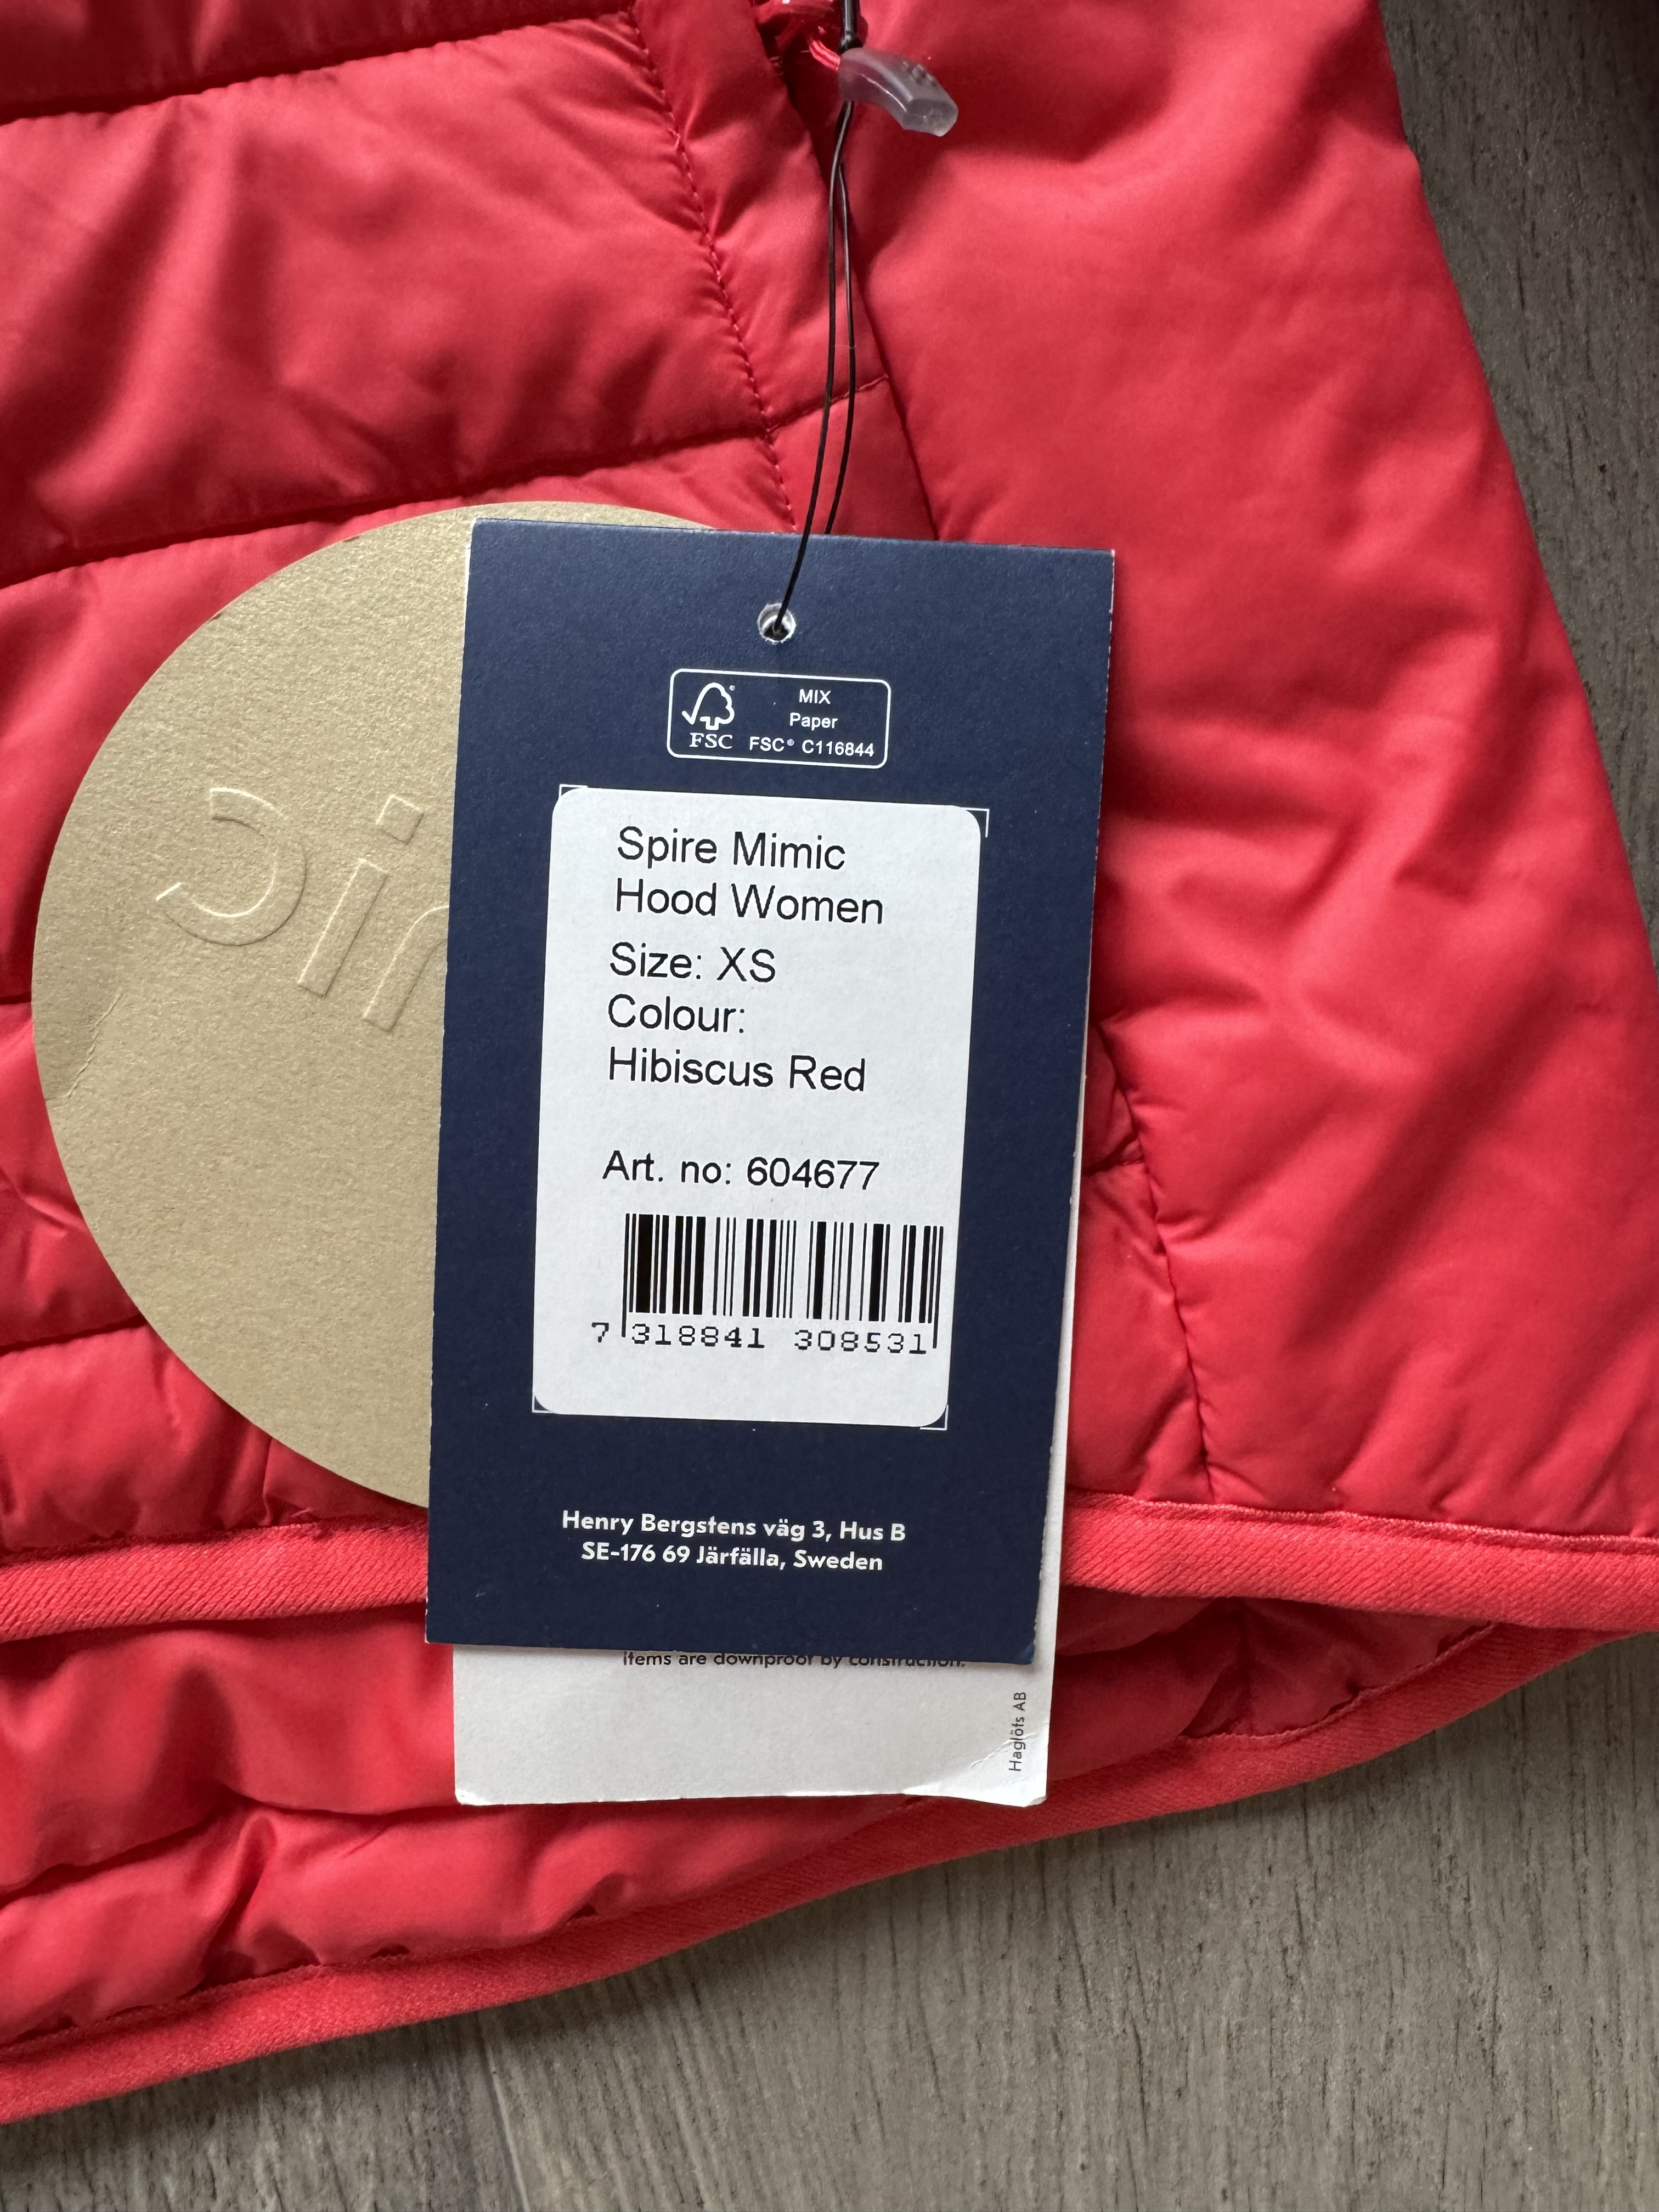 FSC
MIX
Paper
FSC® C116844
Spire Mimic
Hood Women
Size: XS
Colour:
Hibiscus Red
Art. no: 604677
7 318841 308531
Henry Bergstens väg 3, Hus B
SE-176 69 Järfälla, Sweden
items are downproof by construction.
Haglöfs AB